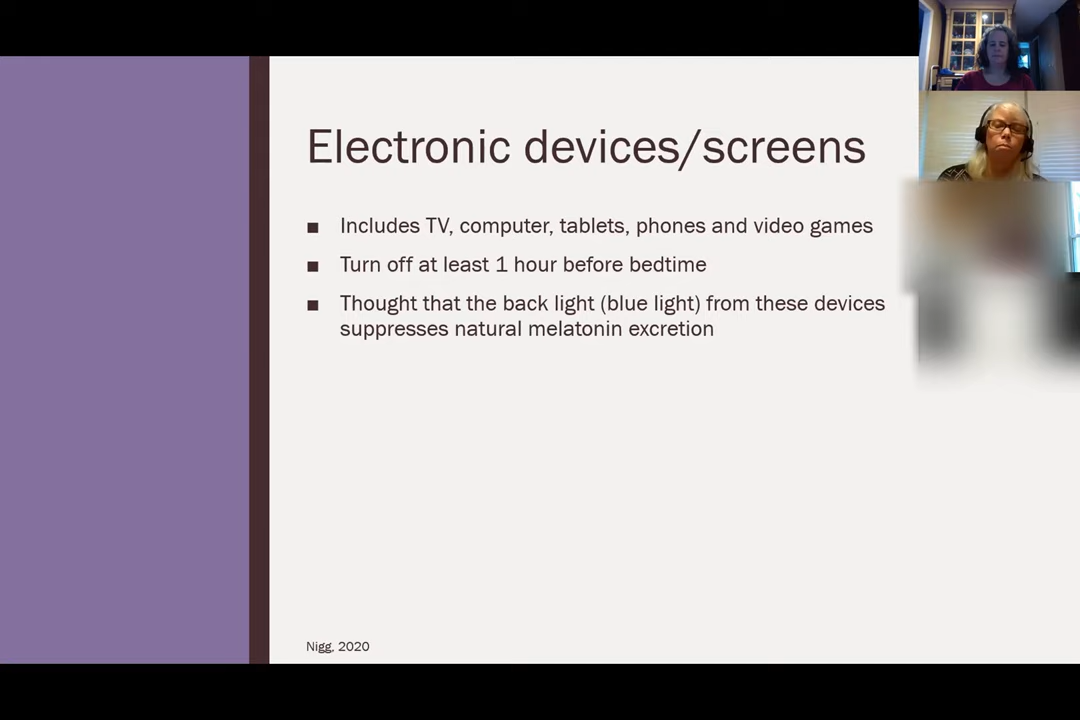 Electronic devices/screens
■ Includes TV, computer, tablets, phones and video games
■ Turn off at least 1 hour before bedtime
■ Thought that the back light (blue light) from these devices
suppresses natural melatonin excretion
Nigg, 2020